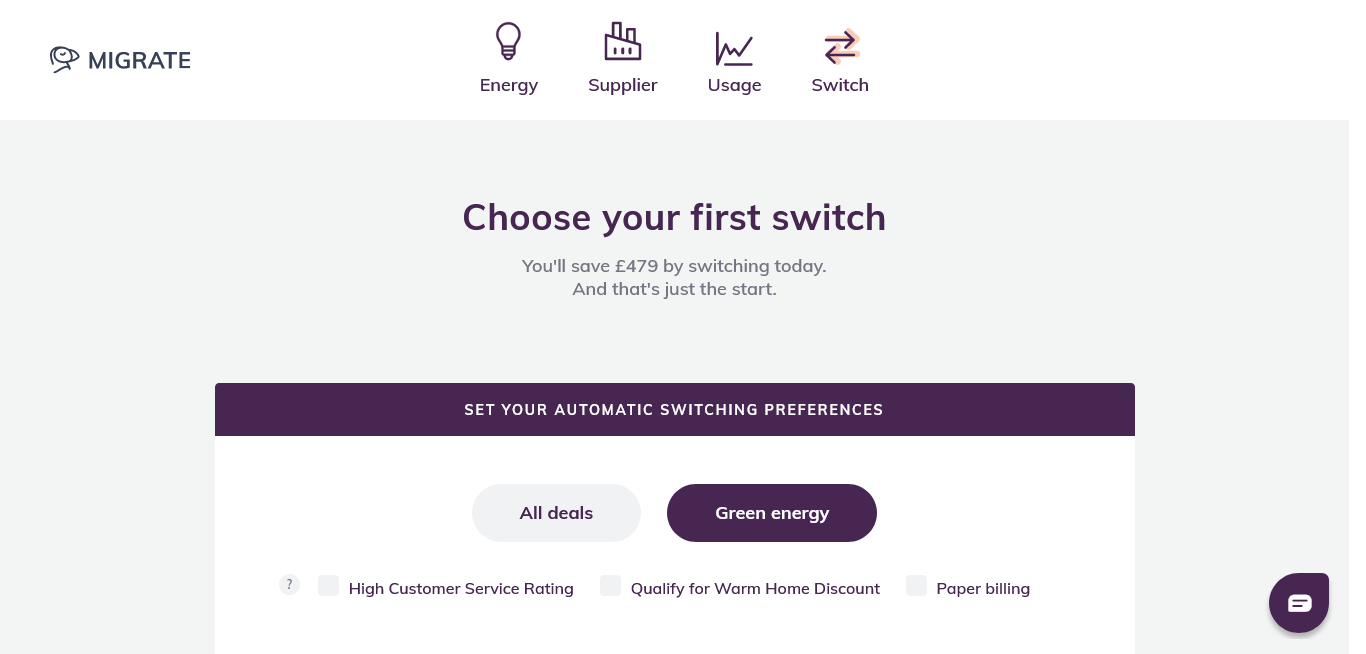 MIGRATE
Energy
Supplier
Usage
Switch
Choose your first switch
You'll save £479 by switching today.
And that's just the start.
SET YOUR AUTOMATIC SWITCHING PREFERENCES
All deals
Green energy
? High Customer Service Rating
Qualify for Warm Home Discount
Paper billing